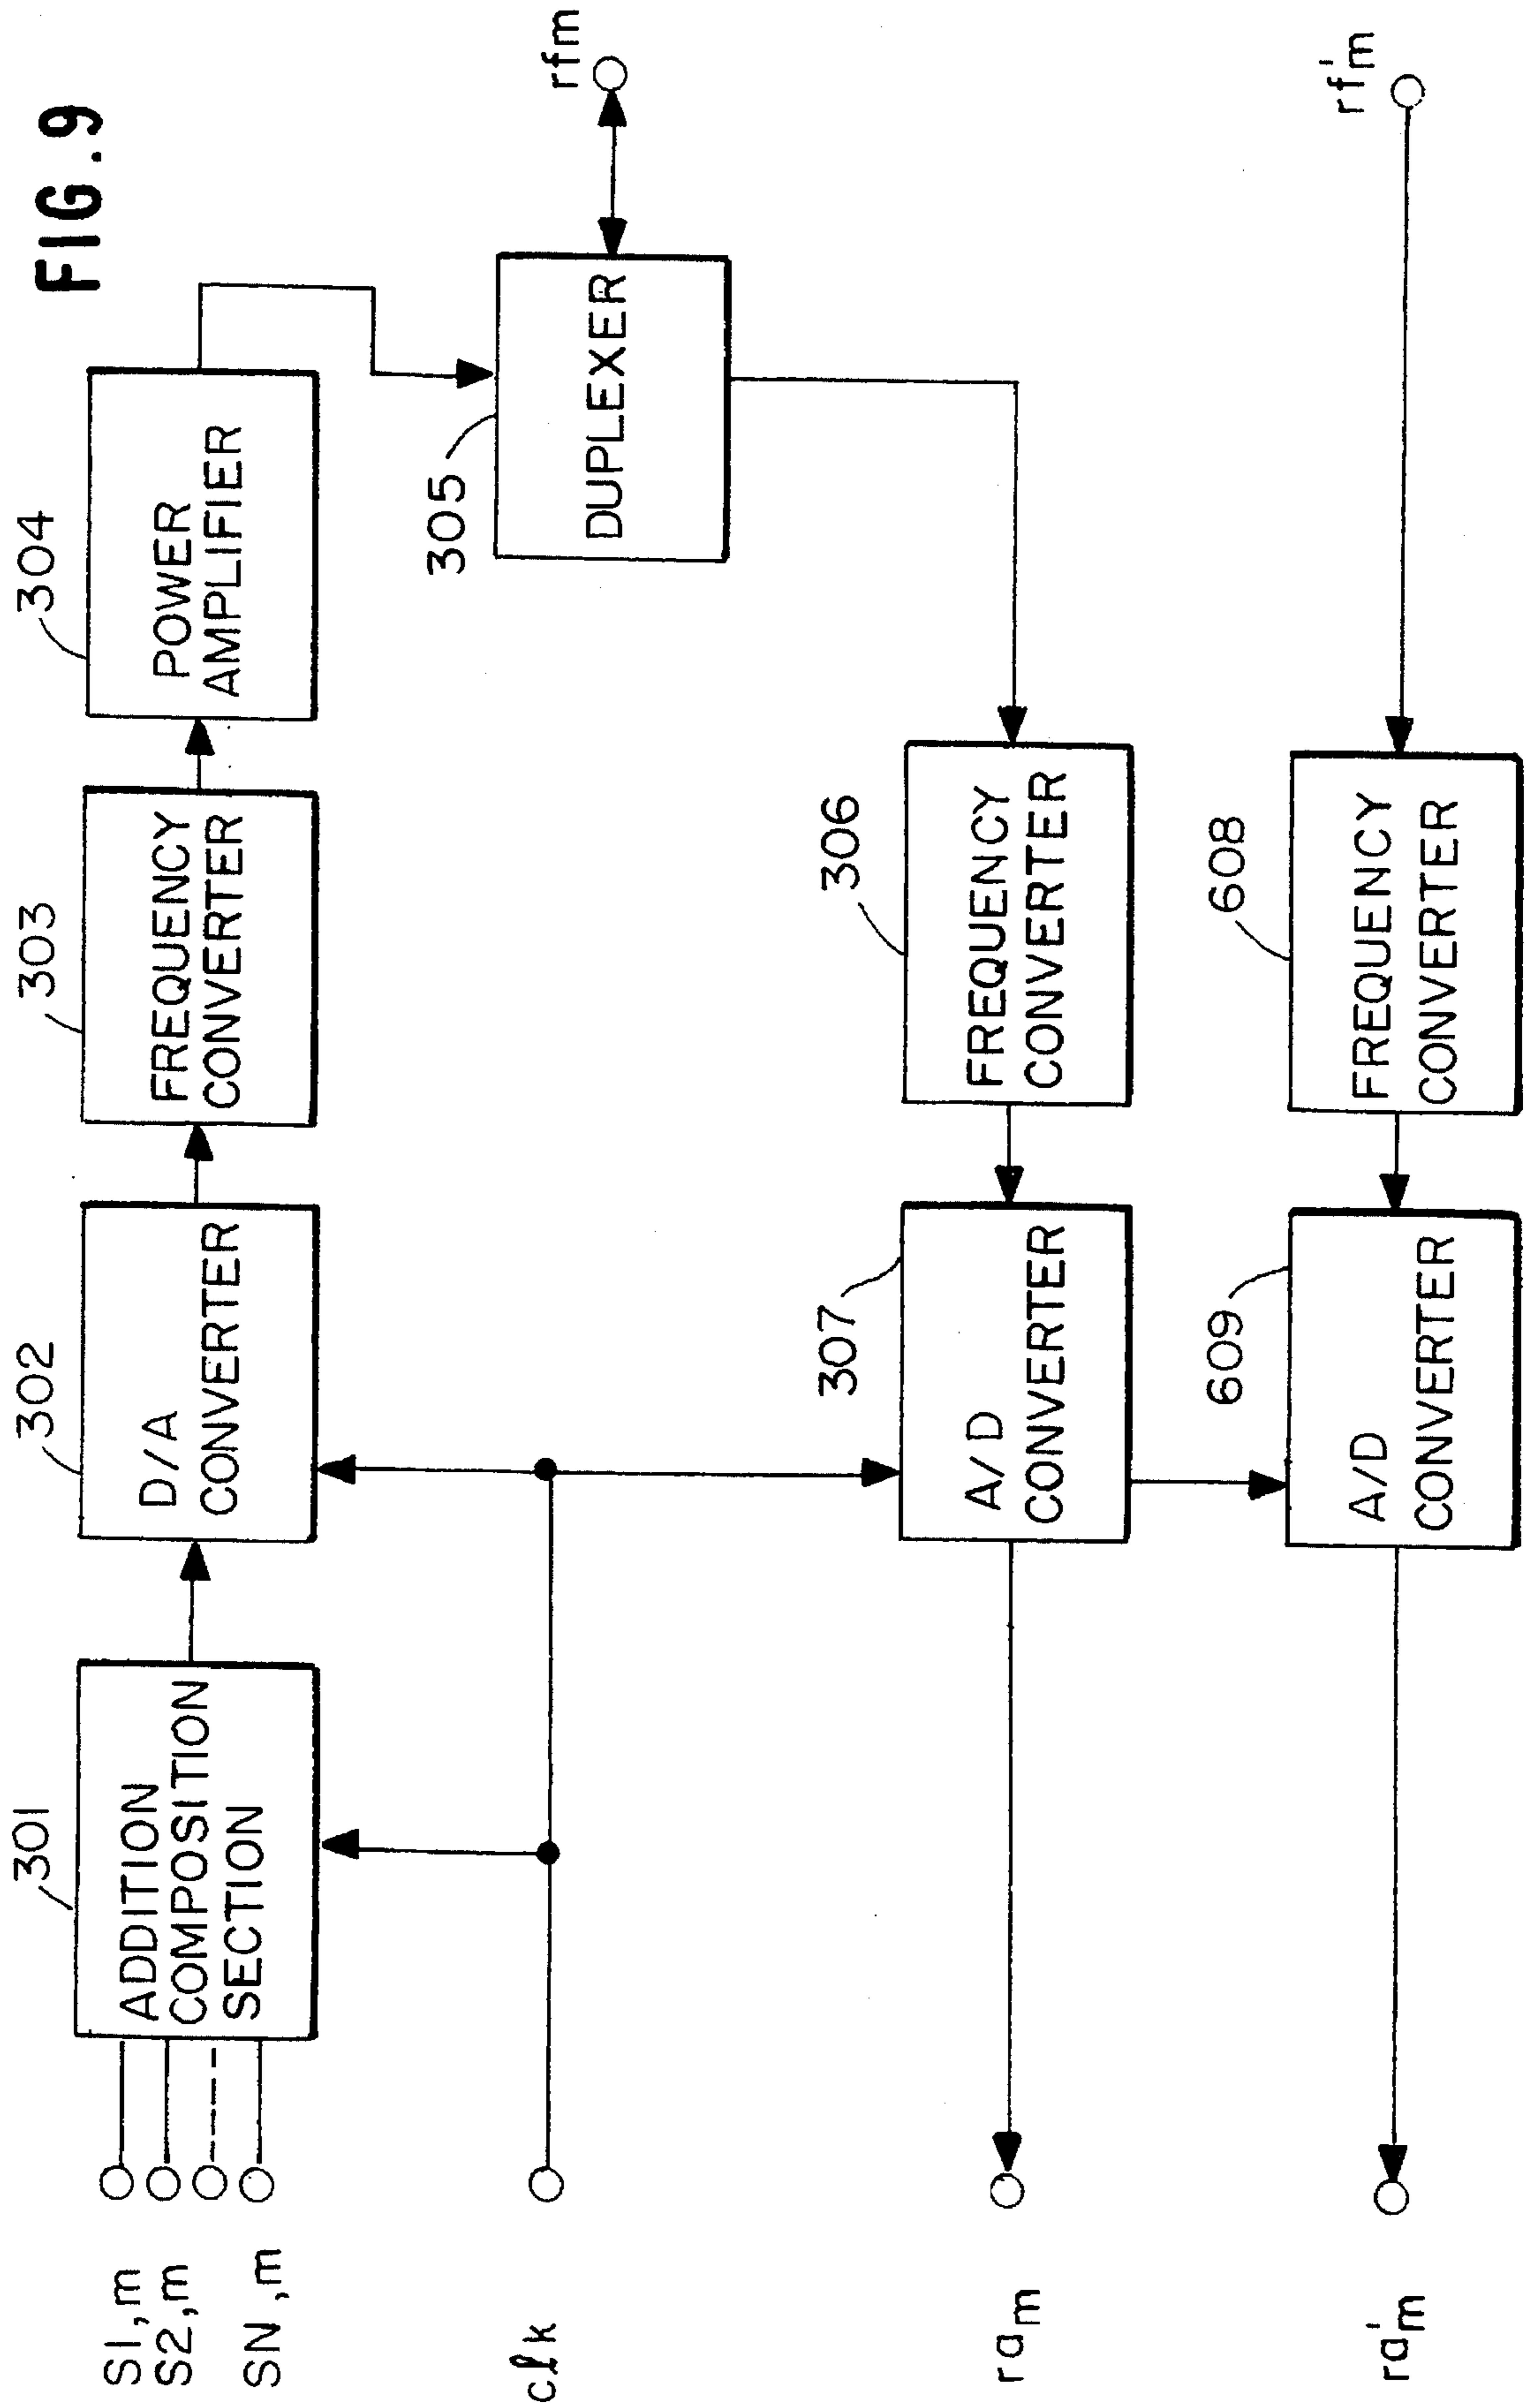 FIG.9
301
ADDITION
COMPOSITION
SECTION
302
D/A
CONVERTER
303
FREQUENCY
CONVERTER
304
POWER
AMPLIFIER
S1,m
S2,m
SN,m
305
DUPLEXER
rfm
clk
307
A/D
CONVERTER
306
FREQUENCY
CONVERTER
ram
609
A/D
CONVERTER
608
FREQUENCY
CONVERTER
rf'm
ra'm